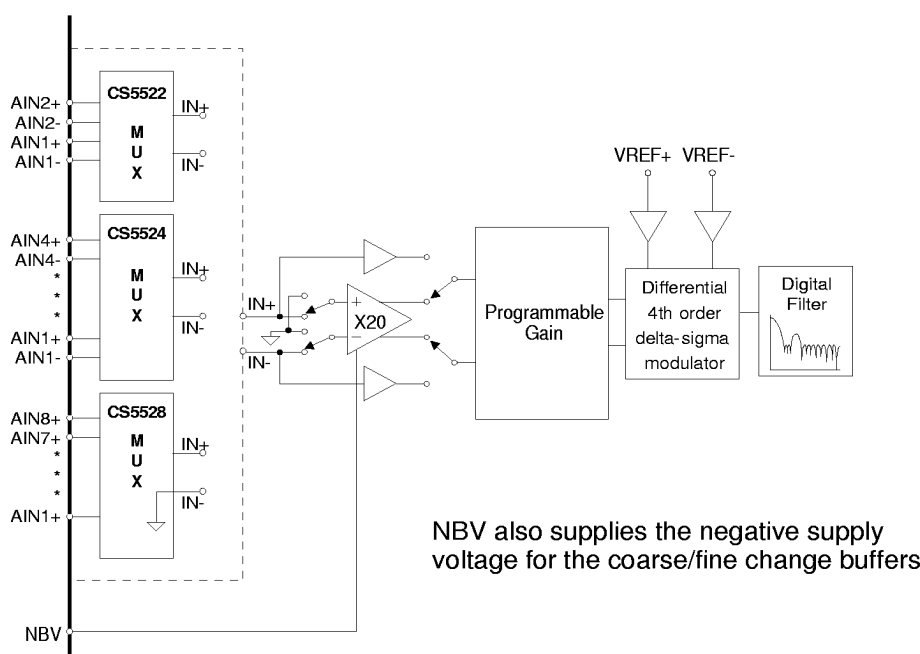 AIN2+
AIN2-
AIN1+
AIN1-
CS5522
M
U
X
IN+
IN-
AIN4+
AIN4-
*
*
*
AIN1+
AIN1-
CS5524
M
U
X
IN+
IN-
AIN8+
AIN7+
*
*
*
AIN1+
CS5528
M
U
X
IN+
IN-
NBV
IN+
IN-
+
X20
−
Programmable
Gain
VREF+ VREF-
Differential
4th order
delta-sigma
modulator
Digital
Filter
NBV also supplies the negative supply
voltage for the coarse/fine change buffers